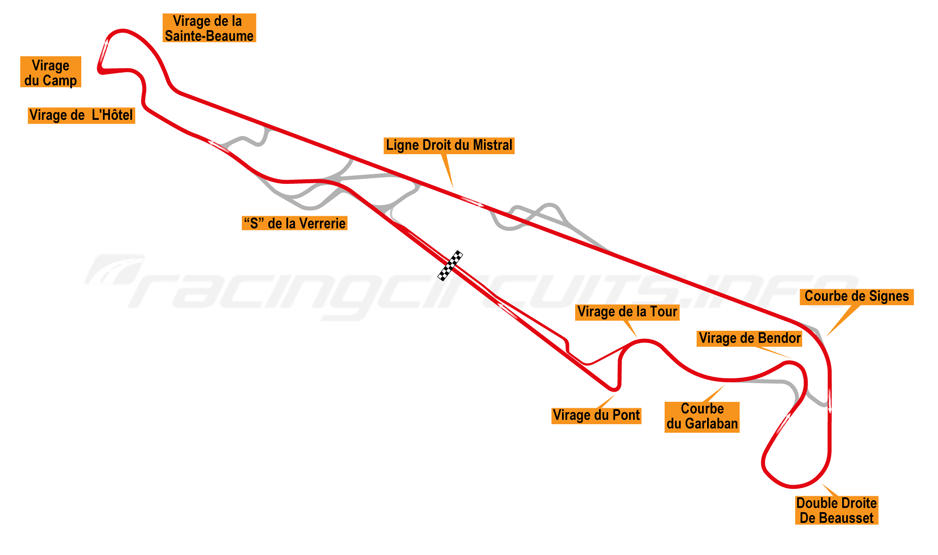 Virage de la
Sainte-Beaume
Virage
du Camp
Virage de L'Hôtel
Ligne Droit du Mistral
“S” de la Verrerie
racingcircuits.info
Courbe de Signes
Virage de la Tour
Virage de Bendor
Virage du Pont
Courbe
du Garlaban
Double Droite
De Beausset